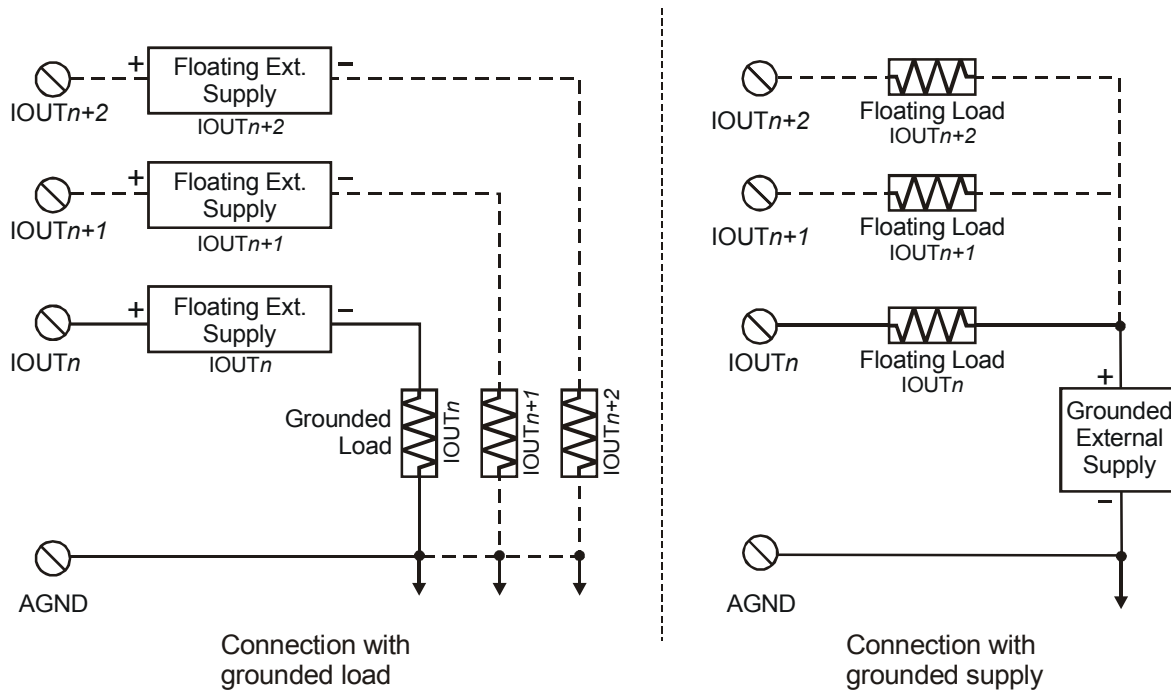 + Floating Ext. −
Supply
IOUTn+2
IOUTn+2
+ Floating Ext. −
Supply
IOUTn+1
IOUTn+1
+ Floating Ext. −
Supply
IOUTn
IOUTn
Grounded
Load
IOUTn
IOUTn+1
IOUTn+2
AGND
Connection with
grounded load
IOUTn+2
Floating Load
IOUTn+2
IOUTn+1
Floating Load
IOUTn+1
IOUTn
Floating Load
IOUTn
+
Grounded
External
Supply
−
AGND
Connection with
grounded supply